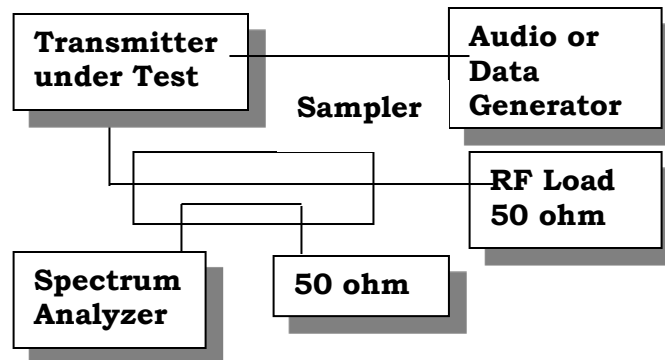 Transmitter
under Test
Audio or
Data
Generator
Sampler
RF Load
50 ohm
Spectrum
Analyzer
50 ohm